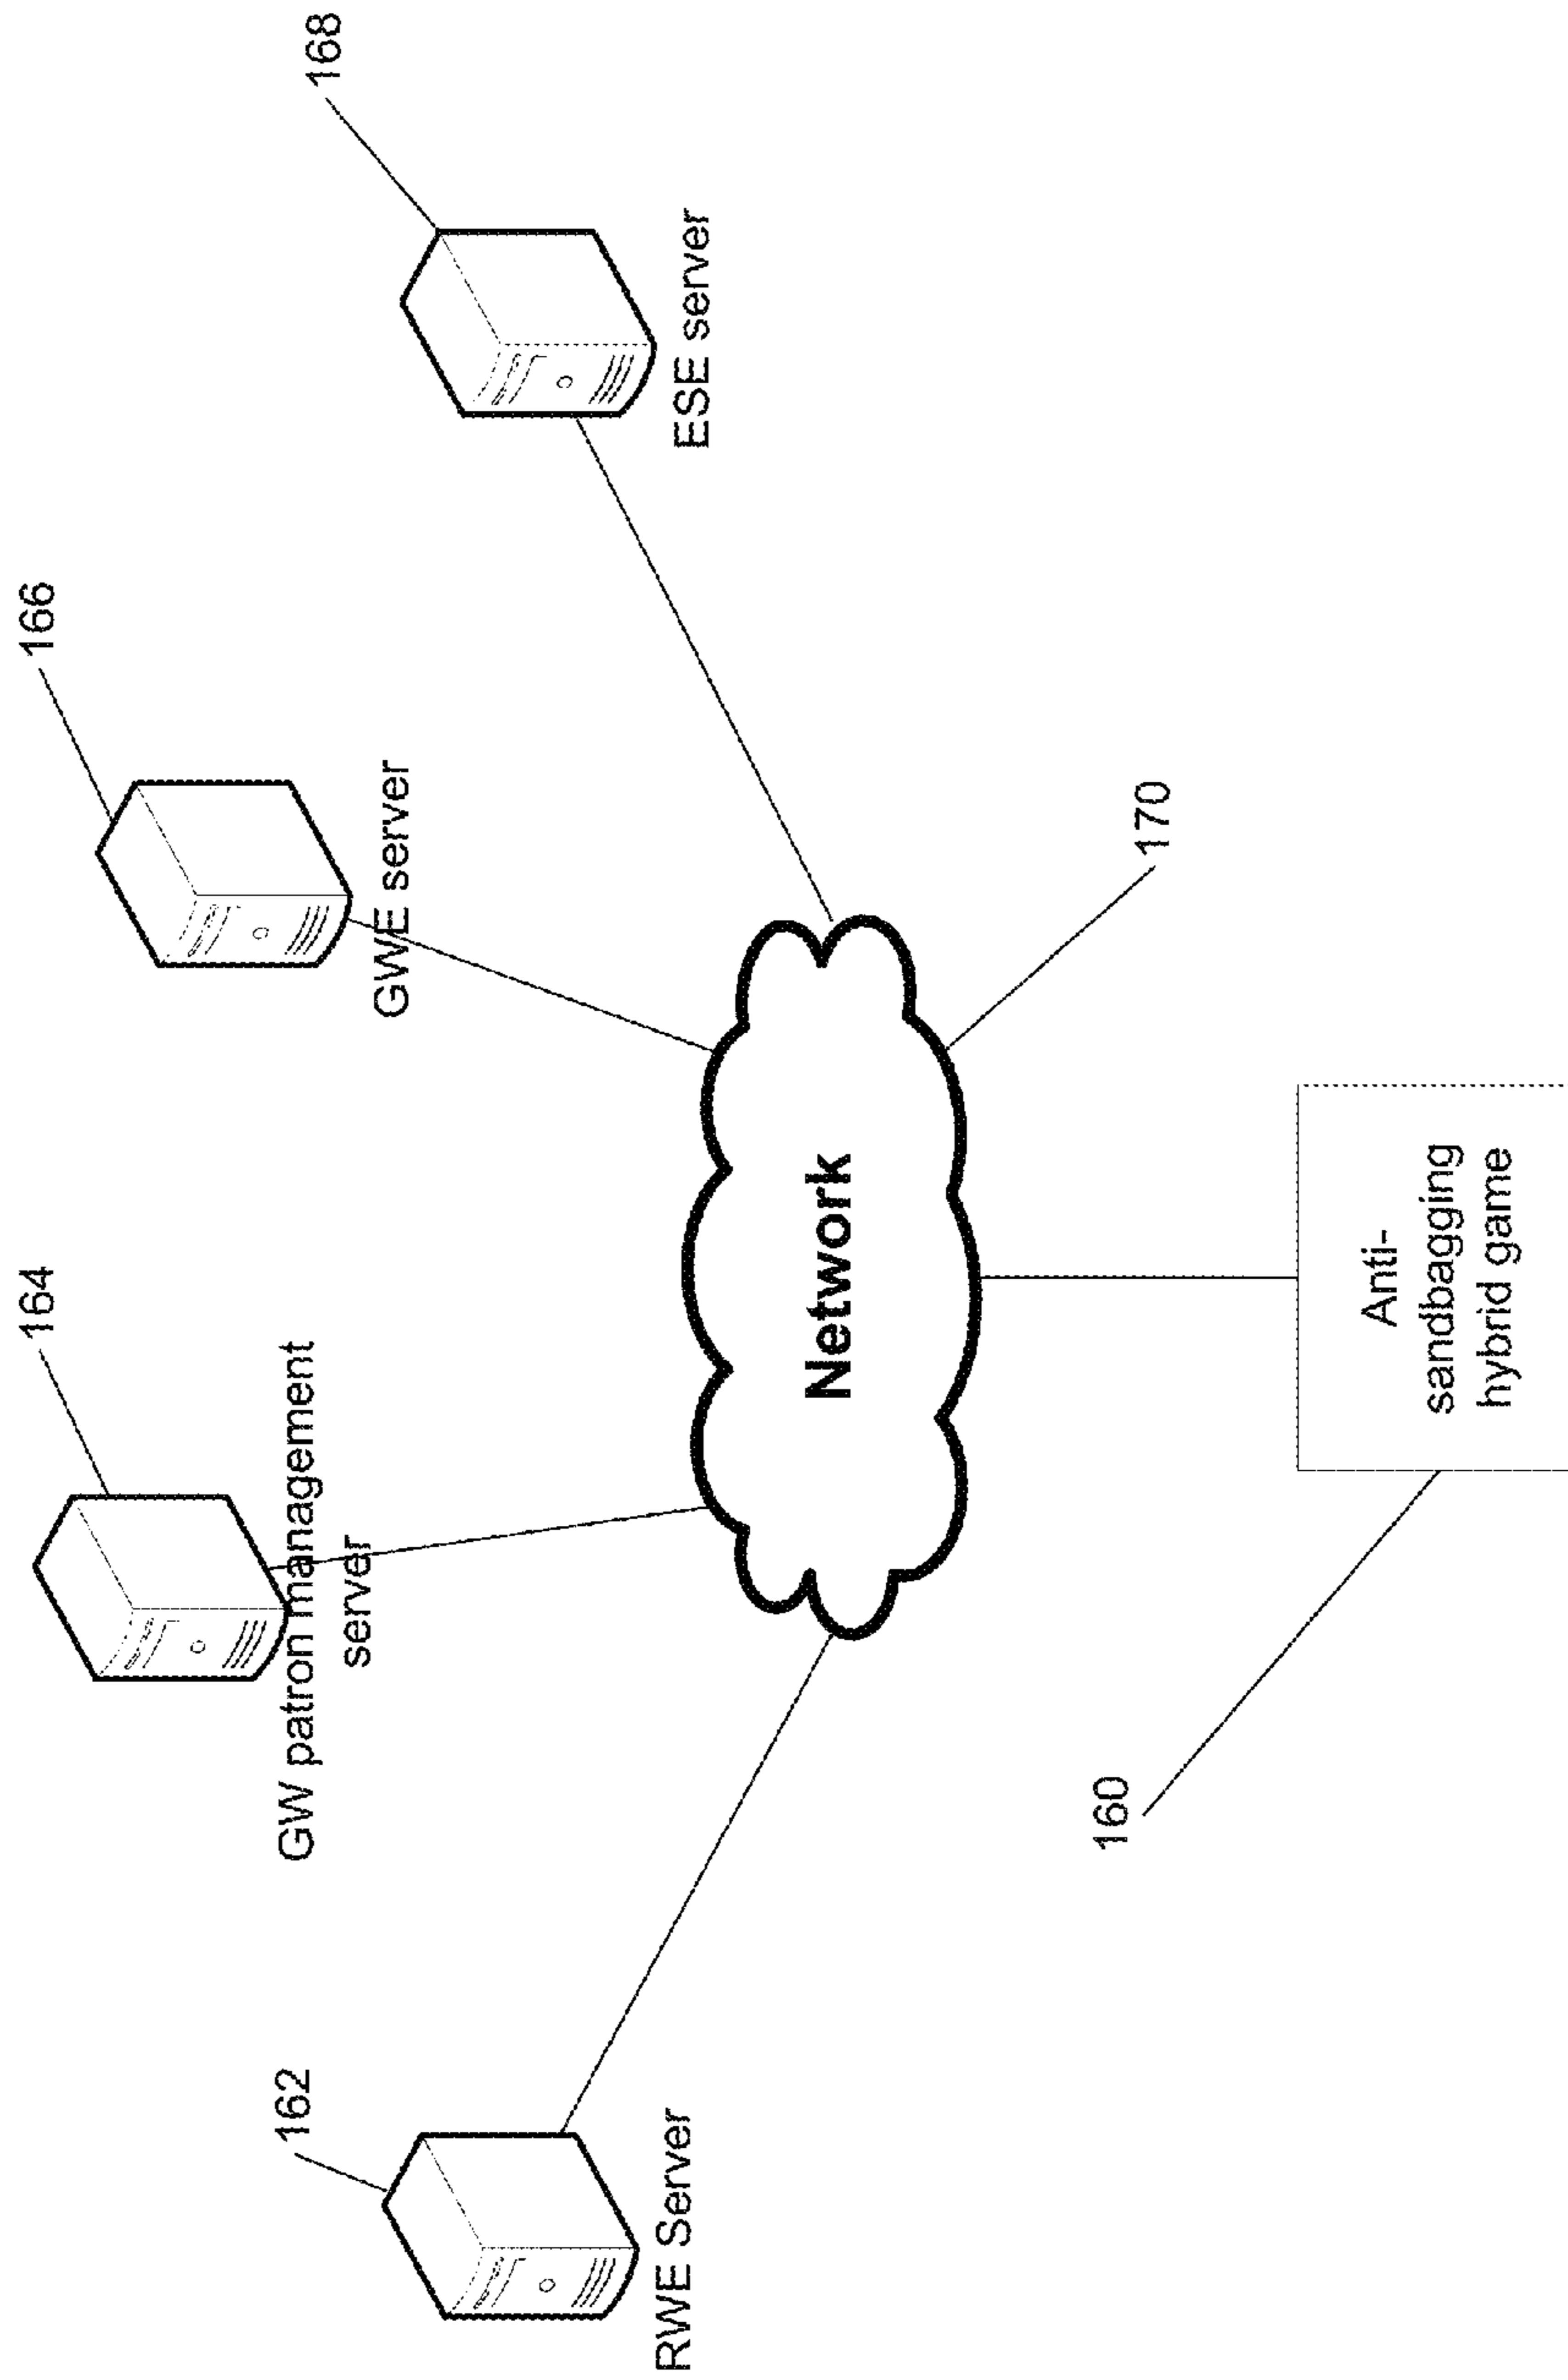 164
166
168
162
GW patron management
server
GWE server
ESE server
RWE Server
Network
170
160
Anti-
sandbagging
hybrid game